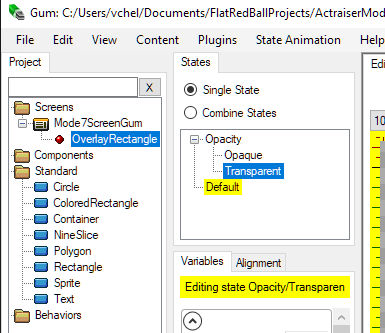 Gum: C:/Users/vchel/Documents/FlatRedBallProjects/ActraiserMod
File Edit View Content Plugins State Animation Help
Project
X
Screens
Mode7ScreenGum
OverlayRectangle
Components
Standard
Circle
ColoredRectangle
Container
NineSlice
Polygon
Rectangle
Sprite
Text
Behaviors
States
Single State
Combine States
Opacity
Opaque
Transparent
Default
Variables Alignment
Editing state Opacity/Transparen
Edi
10